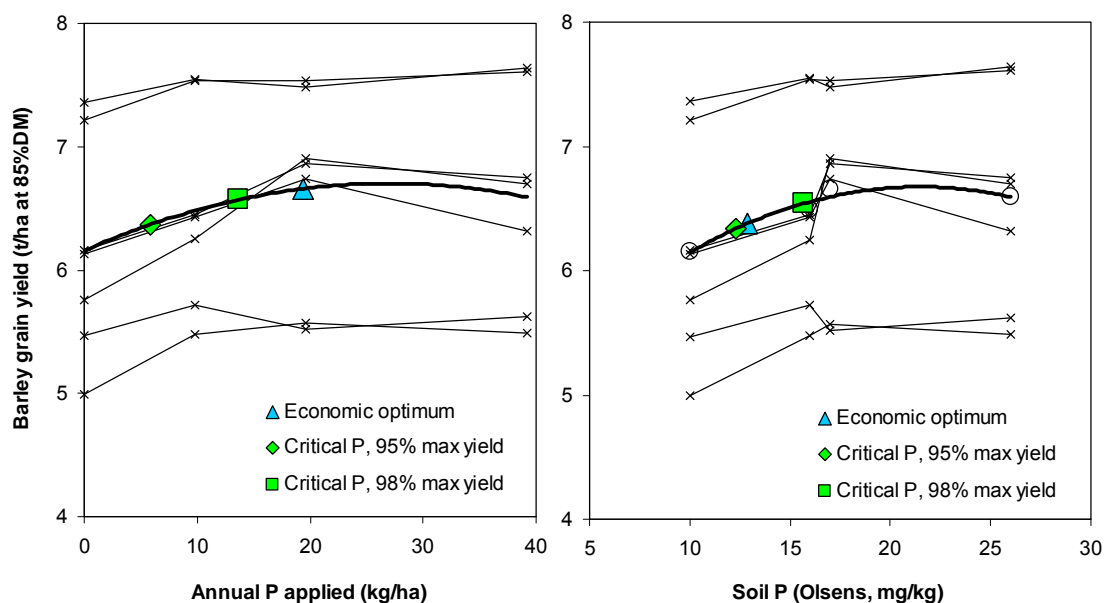 Barley grain yield (t/ha at 85%DM)
8
7
6
5
4
0
10
20
30
40
Annual P applied (kg/ha)
Economic optimum
Critical P, 95% max yield
Critical P, 98% max yield
8
7
6
5
4
5
10
15
20
25
30
Soil P (Olsens, mg/kg)
Economic optimum
Critical P, 95% max yield
Critical P, 98% max yield